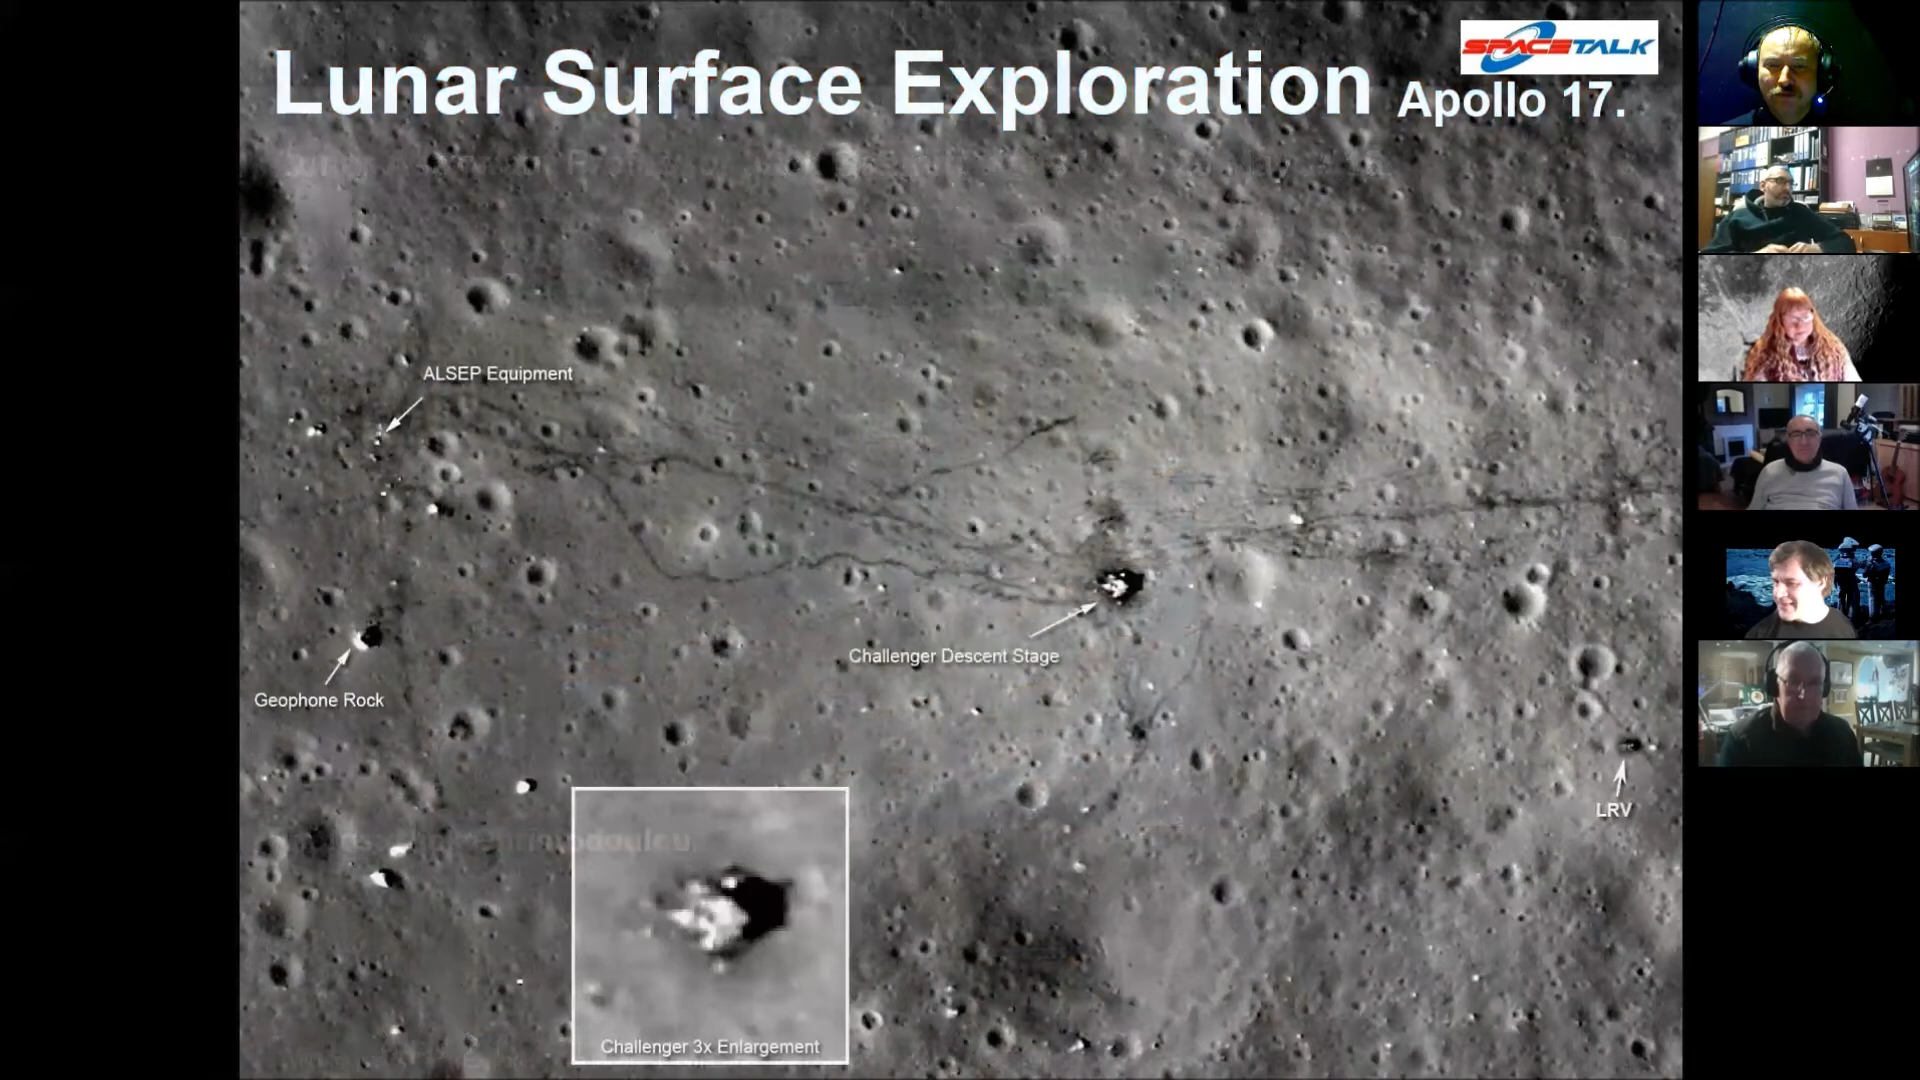 Lunar Surface Exploration Apollo 17.
SPACETALK
ALSEP Equipment
Challenger Descent Stage
Geophone Rock
LRV
Challenger 3x Enlargement